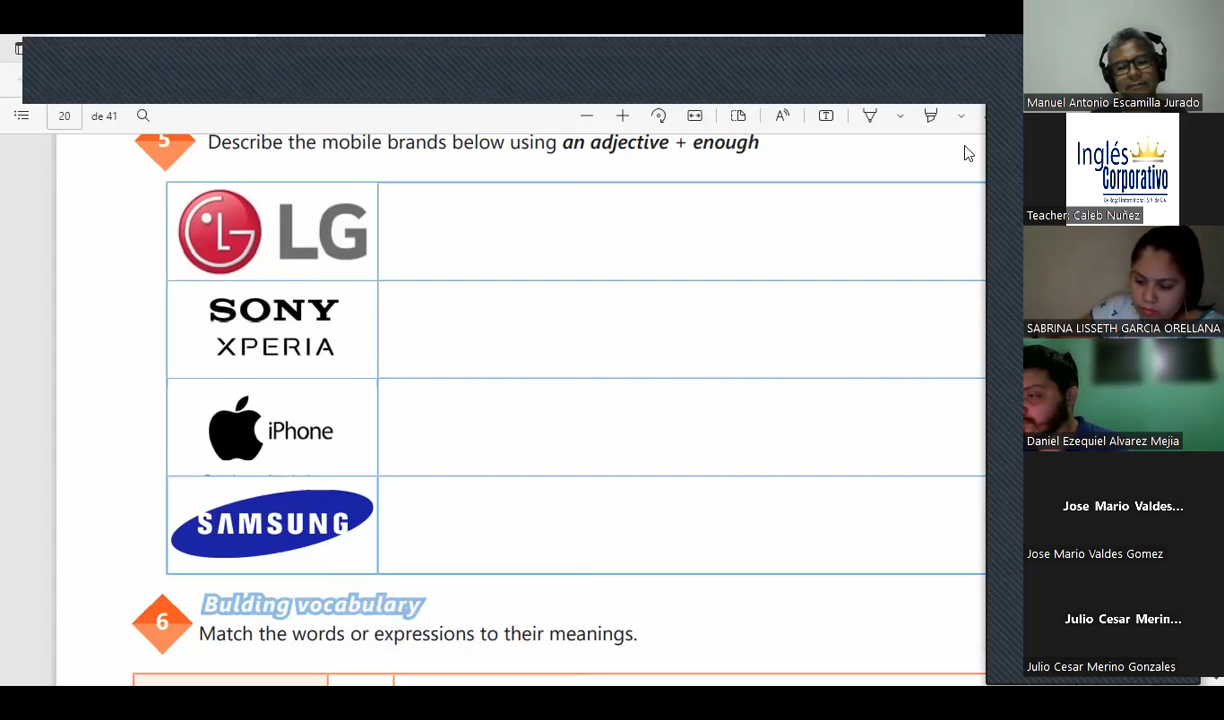 20 de 41
5 Describe the mobile brands below using an adjective + enough
LG
SONY
XPERIA
iPhone
SAMSUNG
6 Bulding vocabulary
Match the words or expressions to their meanings.
Manuel Antonio Escamilla Jurado
Inglés
Corporativo
Teacher: Caleb Nuñez
SABRINA LISSETH GARCIA ORELLANA
Daniel Ezequiel Alvarez Mejia
Jose Mario Valdes...
Jose Mario Valdes Gomez
Julio Cesar Merin...
Julio Cesar Merino Gonzales